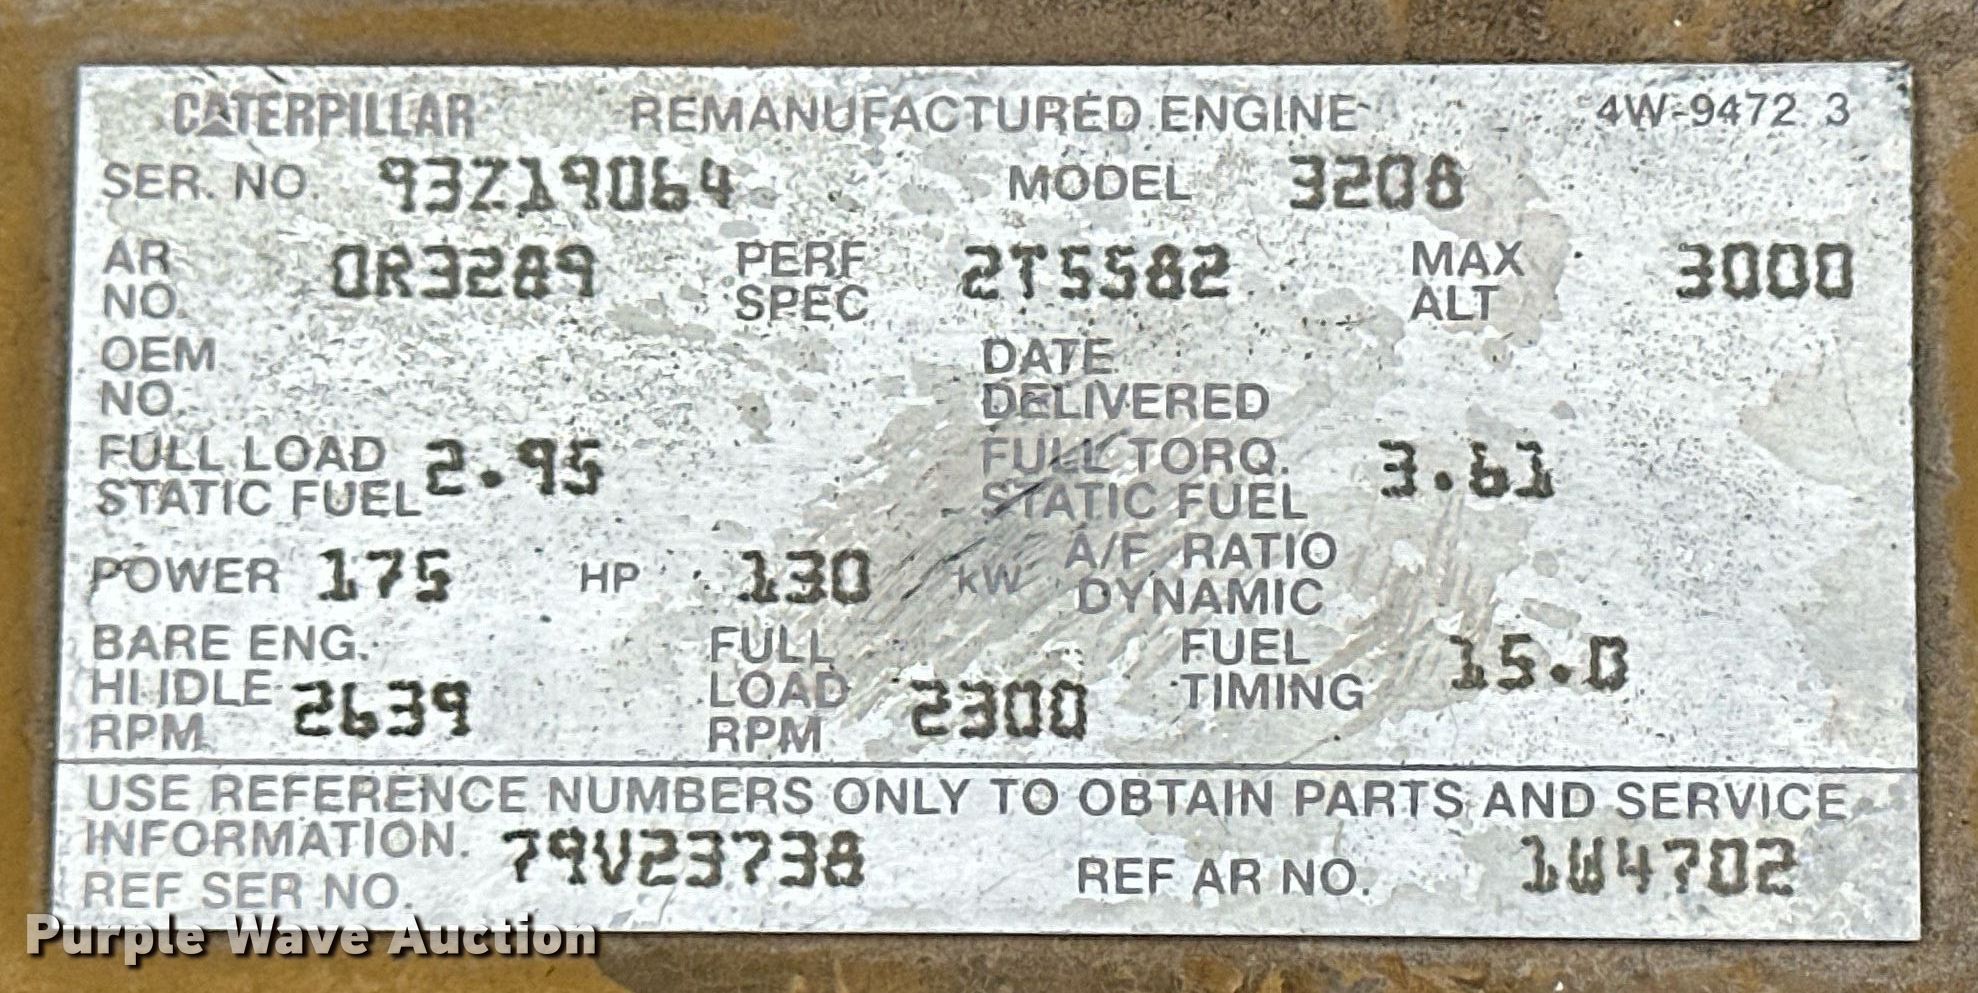 CATERPILLAR REMANUFACTURED ENGINE 4W-9472 3
SER. NO. 93Z19064 MODEL 3208
AR NO. 0R3289 PERF SPEC 2T5582 MAX ALT 3000
OEM NO. DATE DELIVERED
FULL LOAD STATIC FUEL 2.95 FULL TORQ. STATIC FUEL 3.61
POWER 175 HP 130 kW A/F RATIO DYNAMIC
BARE ENG. HI IDLE RPM 2639 FULL LOAD RPM 2300 FUEL TIMING 15.0
USE REFERENCE NUMBERS ONLY TO OBTAIN PARTS AND SERVICE
INFORMATION.
REF SER NO. 79V23738 REF AR NO. 1W4702
Purple Wave Auction